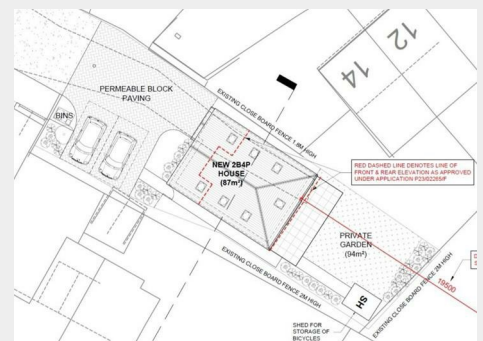 12
14
PERMEABLE BLOCK
PAVING
BINS
EXISTING CLOSE BOARD FENCE 1.8M HIGH
NEW 2B4P
HOUSE
(87m²)
RED DASHED LINE DENOTES LINE OF
FRONT & REAR ELEVATION AS APPROVED
UNDER APPLICATION P23/S2265/F
PRIVATE
GARDEN
(94m²)
EXISTING CLOSE BOARD FENCE 2M HIGH
19500
EXISTING CLOSE BOARD FENCE 2M HIGH
SH
SHED FOR
STORAGE OF
BICYCLES